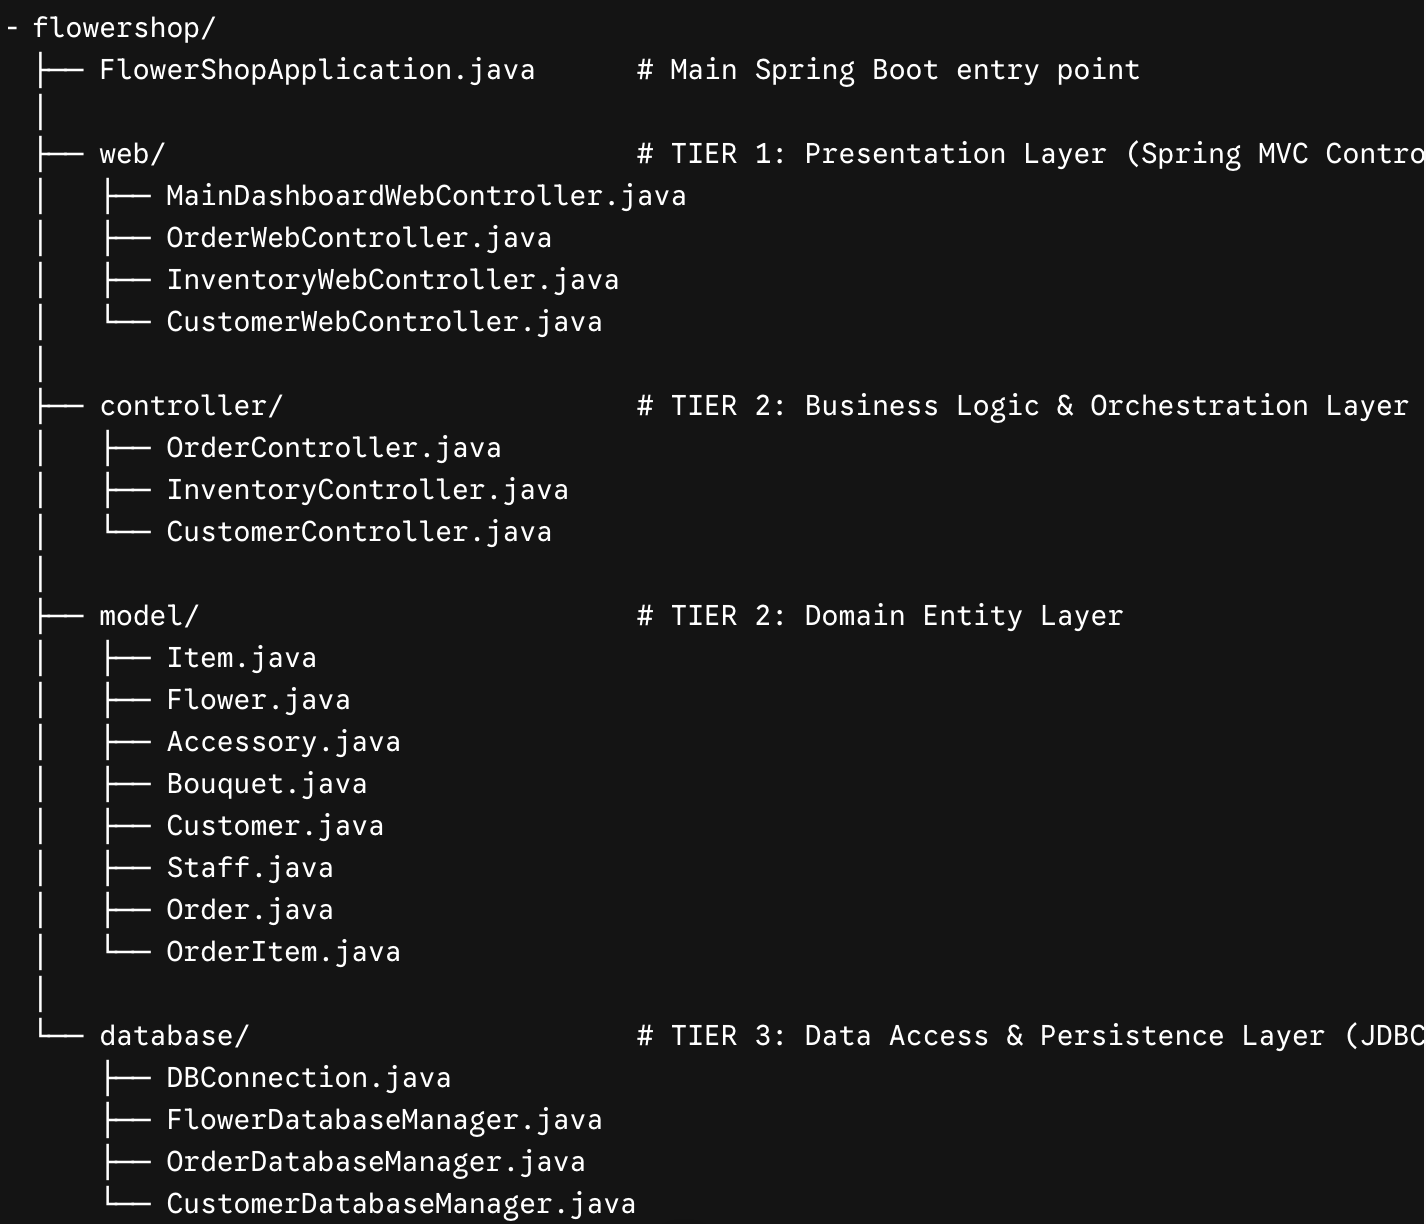 - flowershop/
├── FlowerShopApplication.java      # Main Spring Boot entry point
│
├── web/                            # TIER 1: Presentation Layer (Spring MVC Contro
│   ├── MainDashboardWebController.java
│   ├── OrderWebController.java
│   ├── InventoryWebController.java
│   └── CustomerWebController.java
│
├── controller/                     # TIER 2: Business Logic & Orchestration Layer
│   ├── OrderController.java
│   ├── InventoryController.java
│   └── CustomerController.java
│
├── model/                          # TIER 2: Domain Entity Layer
│   ├── Item.java
│   ├── Flower.java
│   ├── Accessory.java
│   ├── Bouquet.java
│   ├── Customer.java
│   ├── Staff.java
│   ├── Order.java
│   └── OrderItem.java
│
└── database/                       # TIER 3: Data Access & Persistence Layer (JDBC
    ├── DBConnection.java
    ├── FlowerDatabaseManager.java
    ├── OrderDatabaseManager.java
    └── CustomerDatabaseManager.java